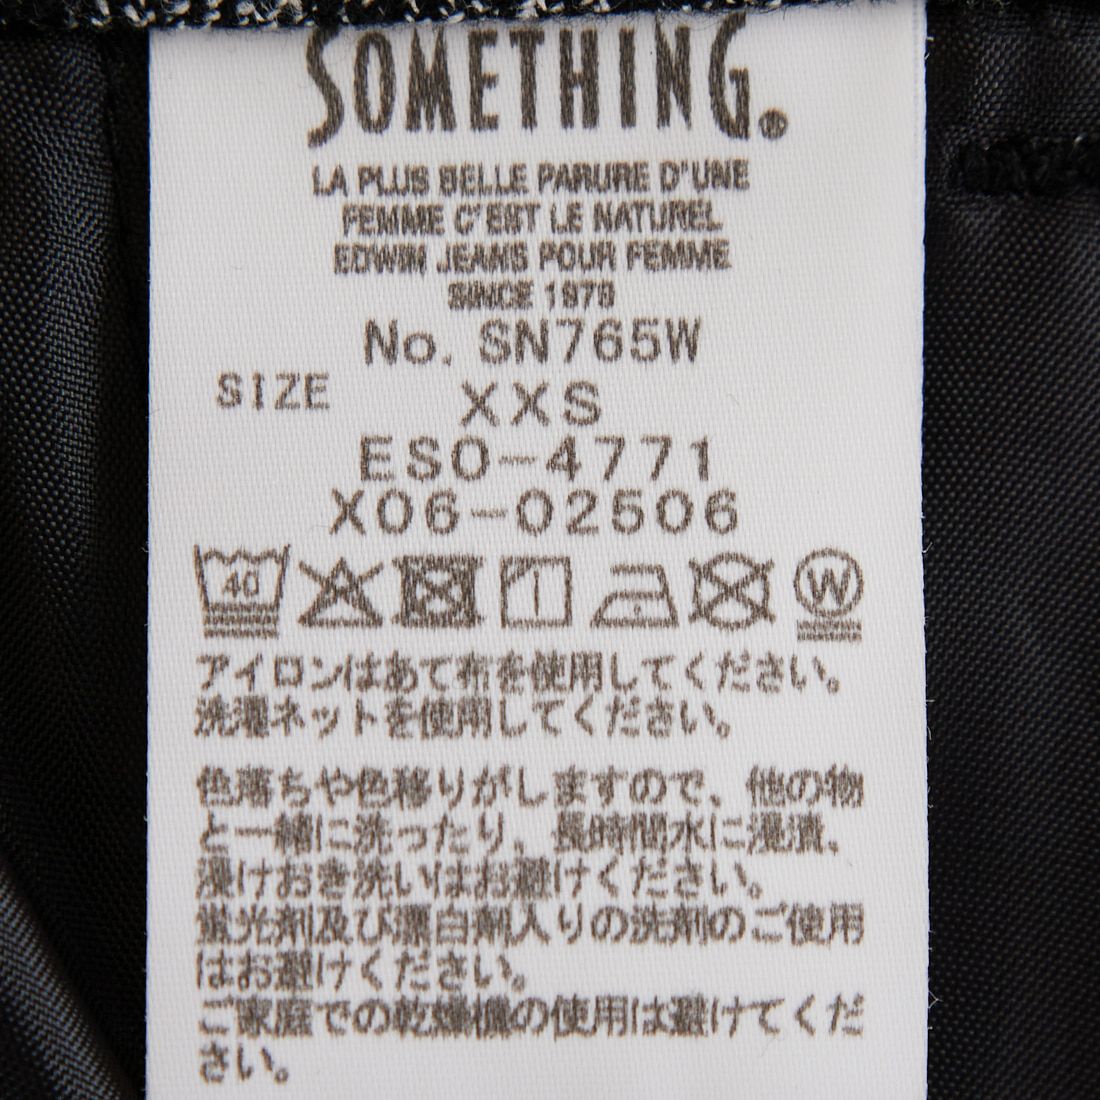 SOMETHING®
LA PLUS BELLE PARURE D'UNE
FEMME C'EST LE NATUREL
EDWIN JEANS POUR FEMME
SINCE 1979
No. SN765W
SIZE XXS
ESO-4771
X06-02506
40 W
アイロンはあて布を使用してください。
洗濯ネットを使用してください。
色落ちや色移りがしますので、他の物
と一緒に洗ったり、長時間水に浸漬、
浸けおき洗いはお避けください。
蛍光剤及び漂白剤入りの洗剤のご使用
はお避けください。
ご家庭での乾燥機の使用は避けてくだ
さい。